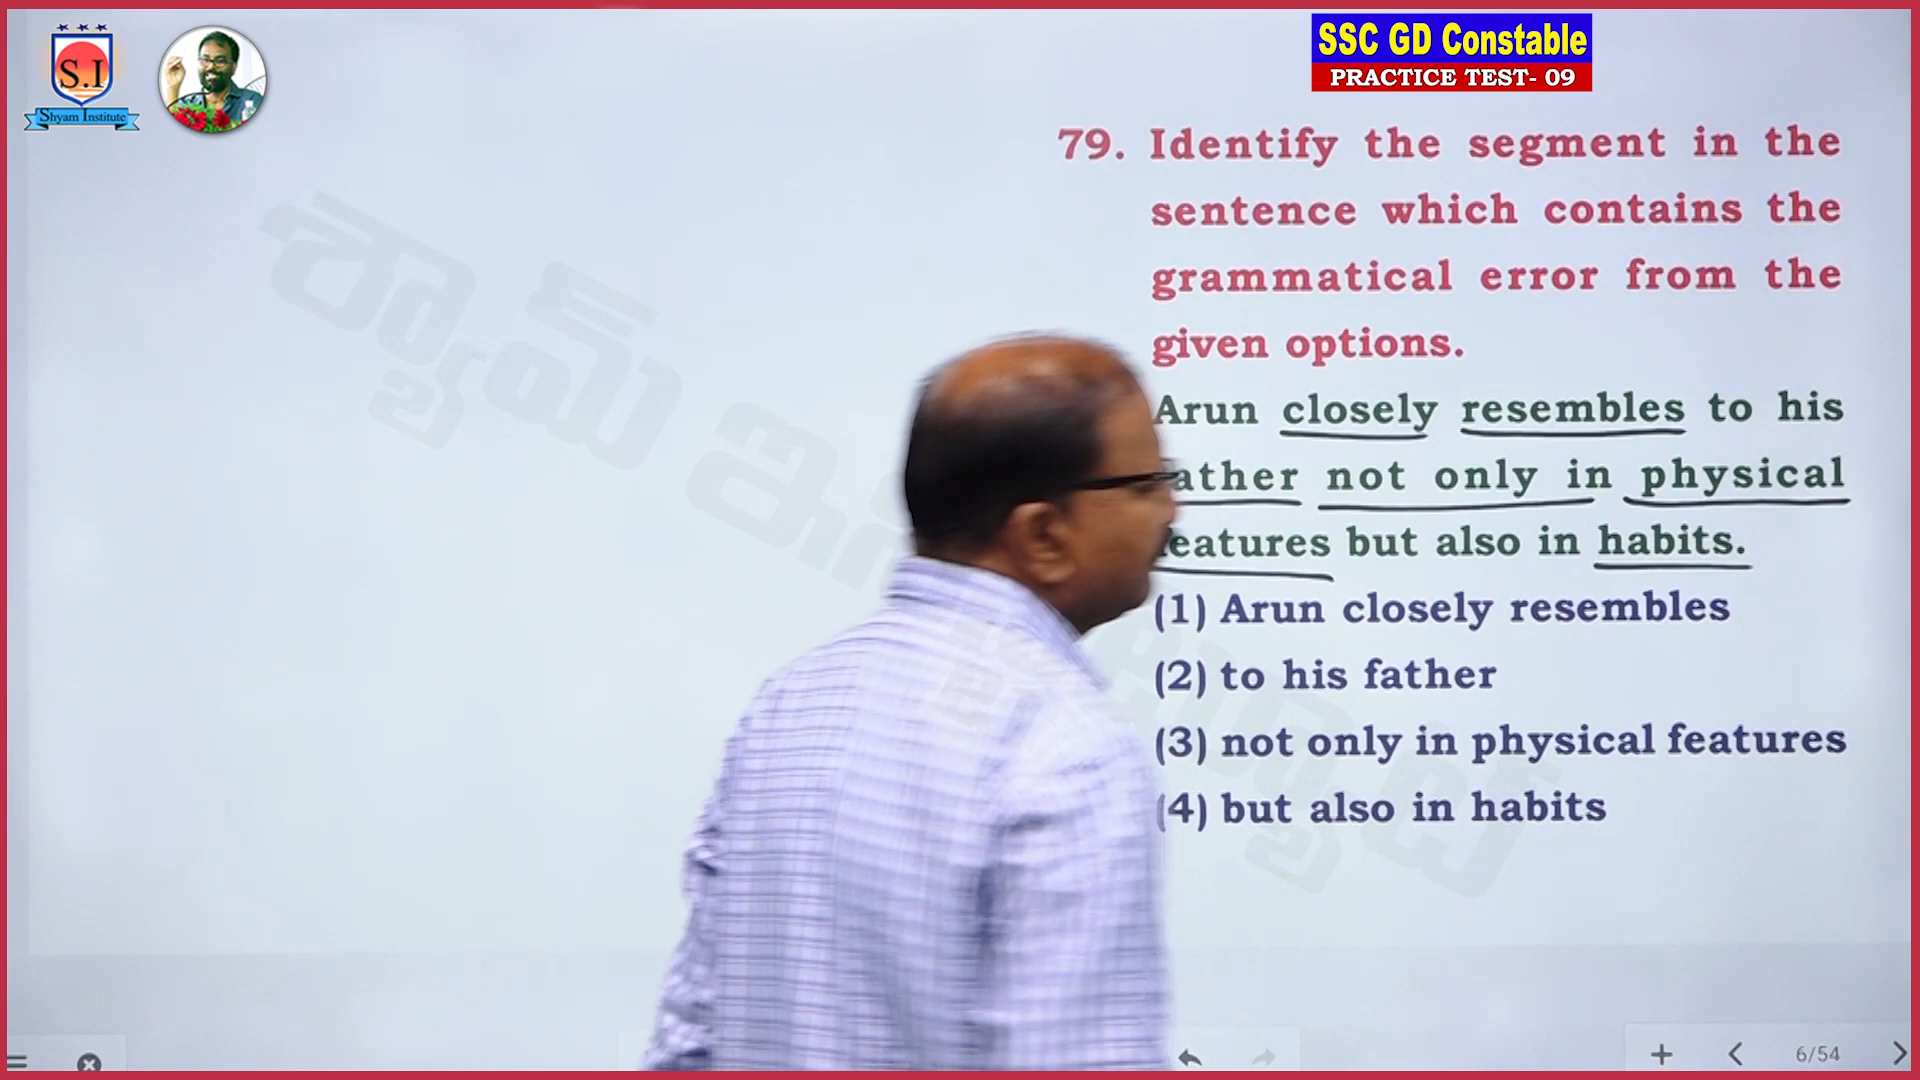 S.I
Shyam Institute
SSC GD Constable
PRACTICE TEST- 09
79. Identify the segment in the
sentence which contains the
grammatical error from the
given options.
Arun closely resembles to his
ather not only in physical
eatures but also in habits.
(1) Arun closely resembles
(2) to his father
(3) not only in physical features
(4) but also in habits
6/54